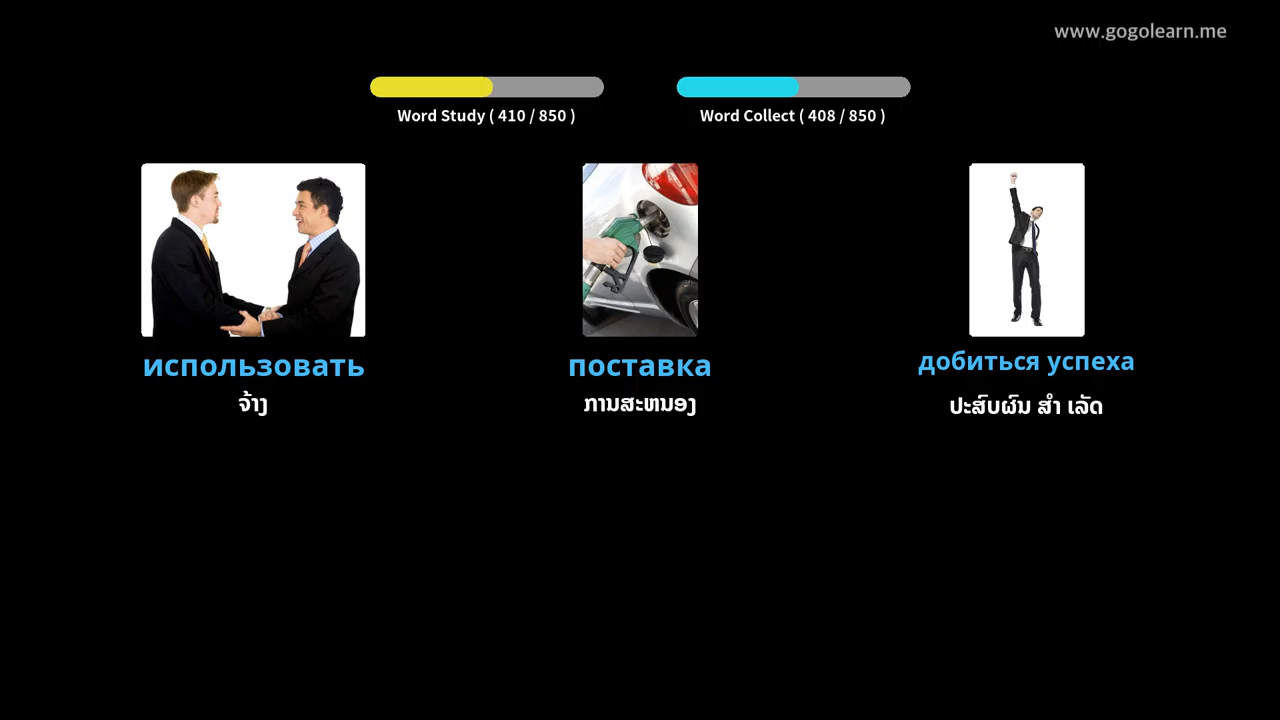 www.gogolearn.me
Word Study ( 410 / 850 )
Word Collect ( 408 / 850 )
использовать
ຈ້າງ
поставка
ການສະຫນອງ
добиться успеха
ປະສົບຜົນ ສຳ ເລັດ